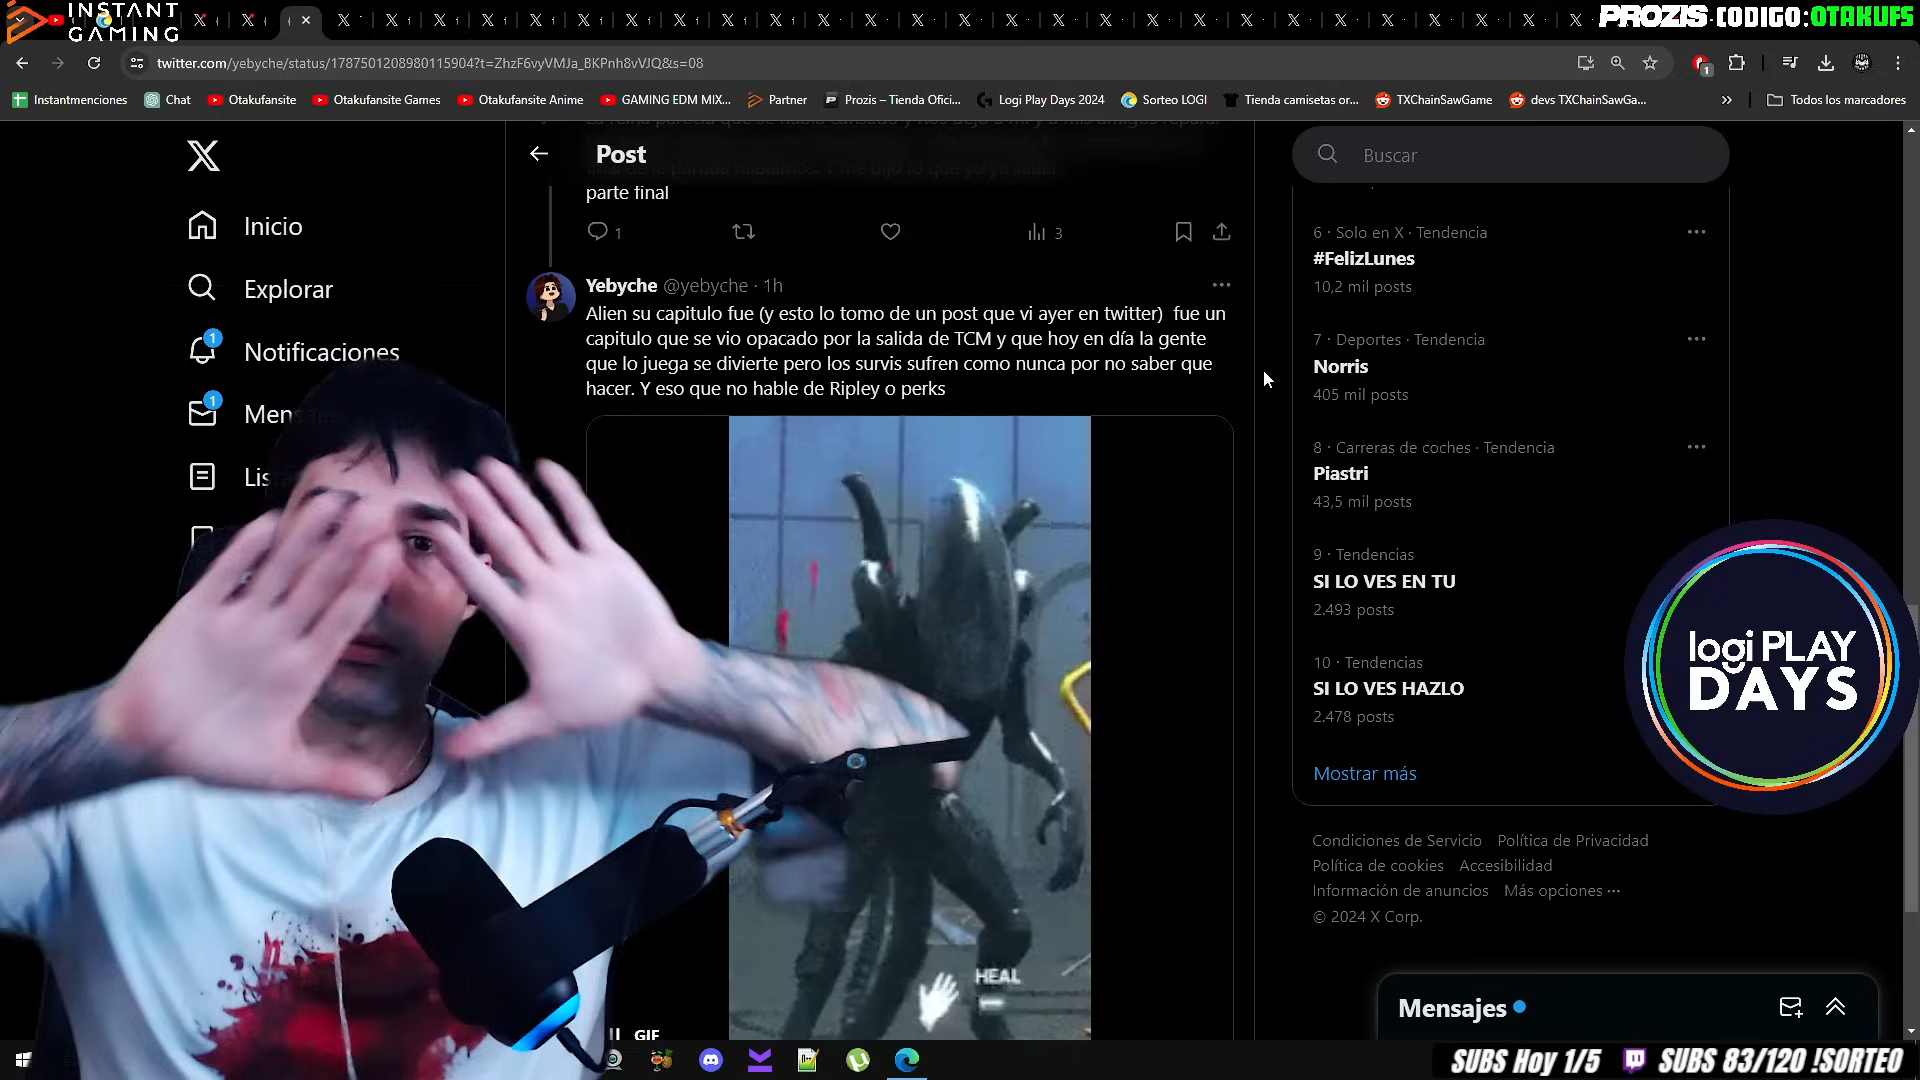 INSTANT
GAMING
PROZIS CODIGO:OTAKUFS
twitter.com/yebyche/status/1787501208980115904?t=ZhzF6vyVMJa_BKPnh8vVJQ&s=08
1
Instantmenciones
Chat
Otakufansite
Otakufansite Games
Otakufansite Anime
GAMING EDM MIX...
Partner
Prozis – Tienda Ofici...
Logi Play Days 2024
Sorteo LOGI
Tienda camisetas or...
TXChainSawGame
devs TXChainSawGa...
Todos los marcadores
Inicio
Explorar
1
Notificaciones
1
Post
parte final
1
3
Yebyche @yebyche · 1h
Alien su capitulo fue (y esto lo tomo de un post que vi ayer en twitter) fue un
capitulo que se vio opacado por la salida de TCM y que hoy en día la gente
que lo juega se divierte pero los survis sufren como nunca por no saber que
hacer. Y eso que no hable de Ripley o perks
HEAL
GIF
Buscar
6 · Solo en X · Tendencia
#FelizLunes
10,2 mil posts
7 · Deportes · Tendencia
Norris
405 mil posts
8 · Carreras de coches · Tendencia
Piastri
43,5 mil posts
9 · Tendencias
SI LO VES EN TU
2.493 posts
10 · Tendencias
SI LO VES HAZLO
2.478 posts
Mostrar más
logi PLAY
DAYS
Condiciones de Servicio Política de Privacidad
Política de cookies Accesibilidad
Información de anuncios Más opciones ···
© 2024 X Corp.
Mensajes
SUBS Hoy 1/5 SUBS 83/120 !SORTEO